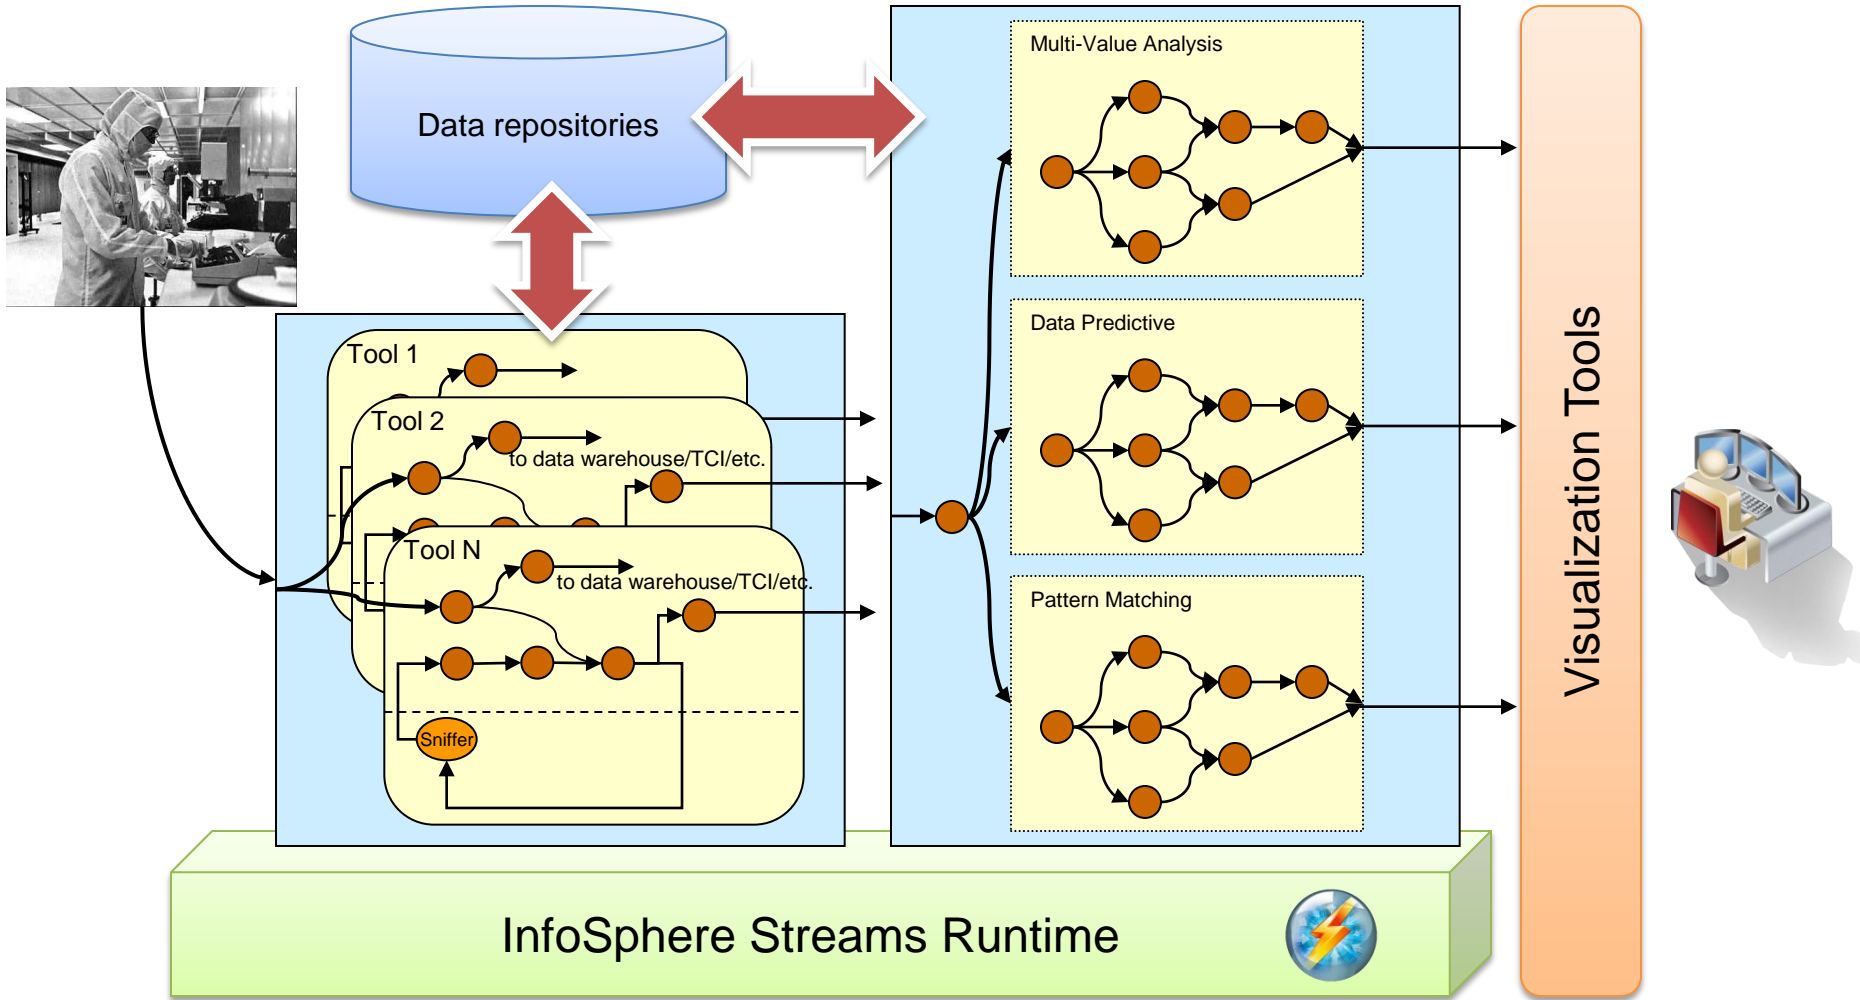 Data repositories
Tool 1
Tool 2
to data warehouse/TCI/etc.
Tool N
to data warehouse/TCI/etc.
Sniffer
Multi-Value Analysis
Data Predictive
Pattern Matching
Visualization Tools
InfoSphere Streams Runtime